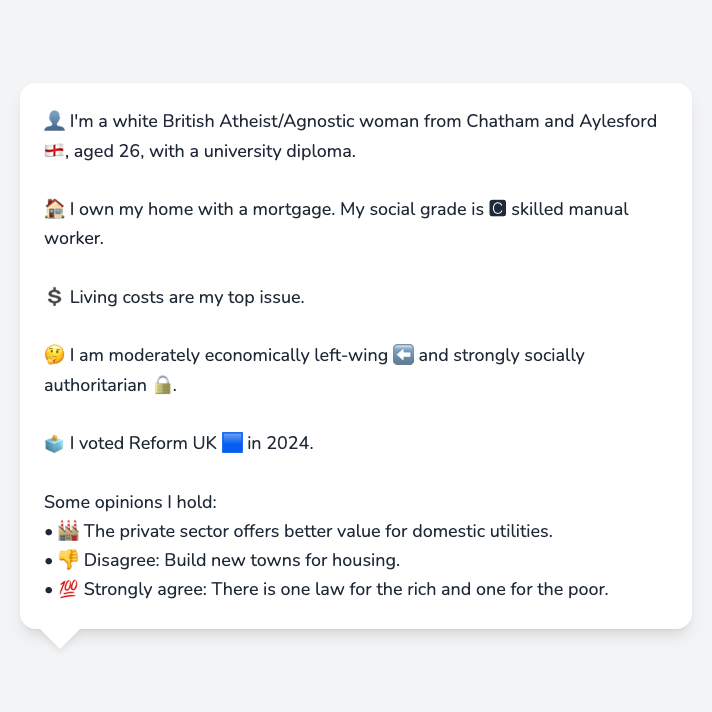 👤 I'm a white British Atheist/Agnostic woman from Chatham and Aylesford
🏴󠁧󠁢󠁥󠁮󠁧󠁿, aged 26, with a university diploma.
🏠 I own my home with a mortgage. My social grade is 🅲 skilled manual
worker.
💲 Living costs are my top issue.
🤔 I am moderately economically left-wing ⬅️ and strongly socially
authoritarian 🔒.
🗳️ I voted Reform UK 🟦 in 2024.
Some opinions I hold:
• 🏭 The private sector offers better value for domestic utilities.
• 👎 Disagree: Build new towns for housing.
• 💯 Strongly agree: There is one law for the rich and one for the poor.